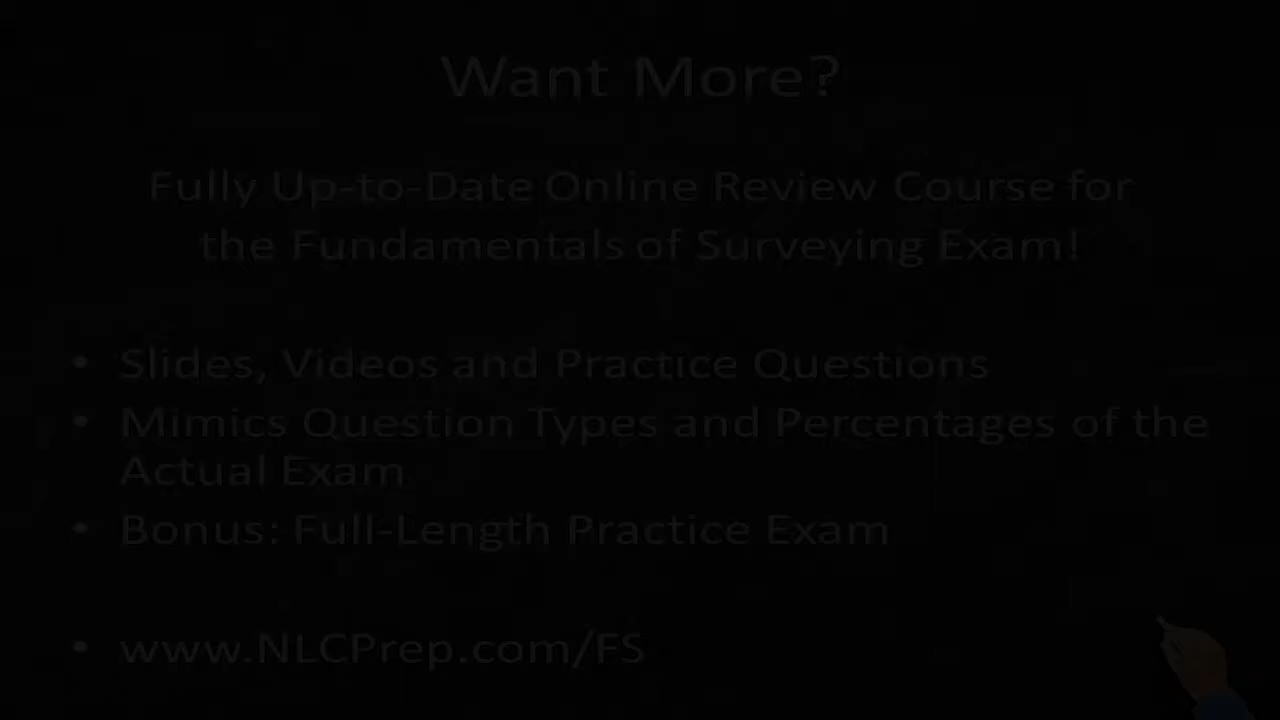 Want More?
Fully Up-to-Date Online Review Course for
the Fundamentals of Surveying Exam!
• Slides, Videos and Practice Questions
• Mimics Question Types and Percentages of the
Actual Exam
• Bonus: Full-Length Practice Exam
• www.NLCPrep.com/FS